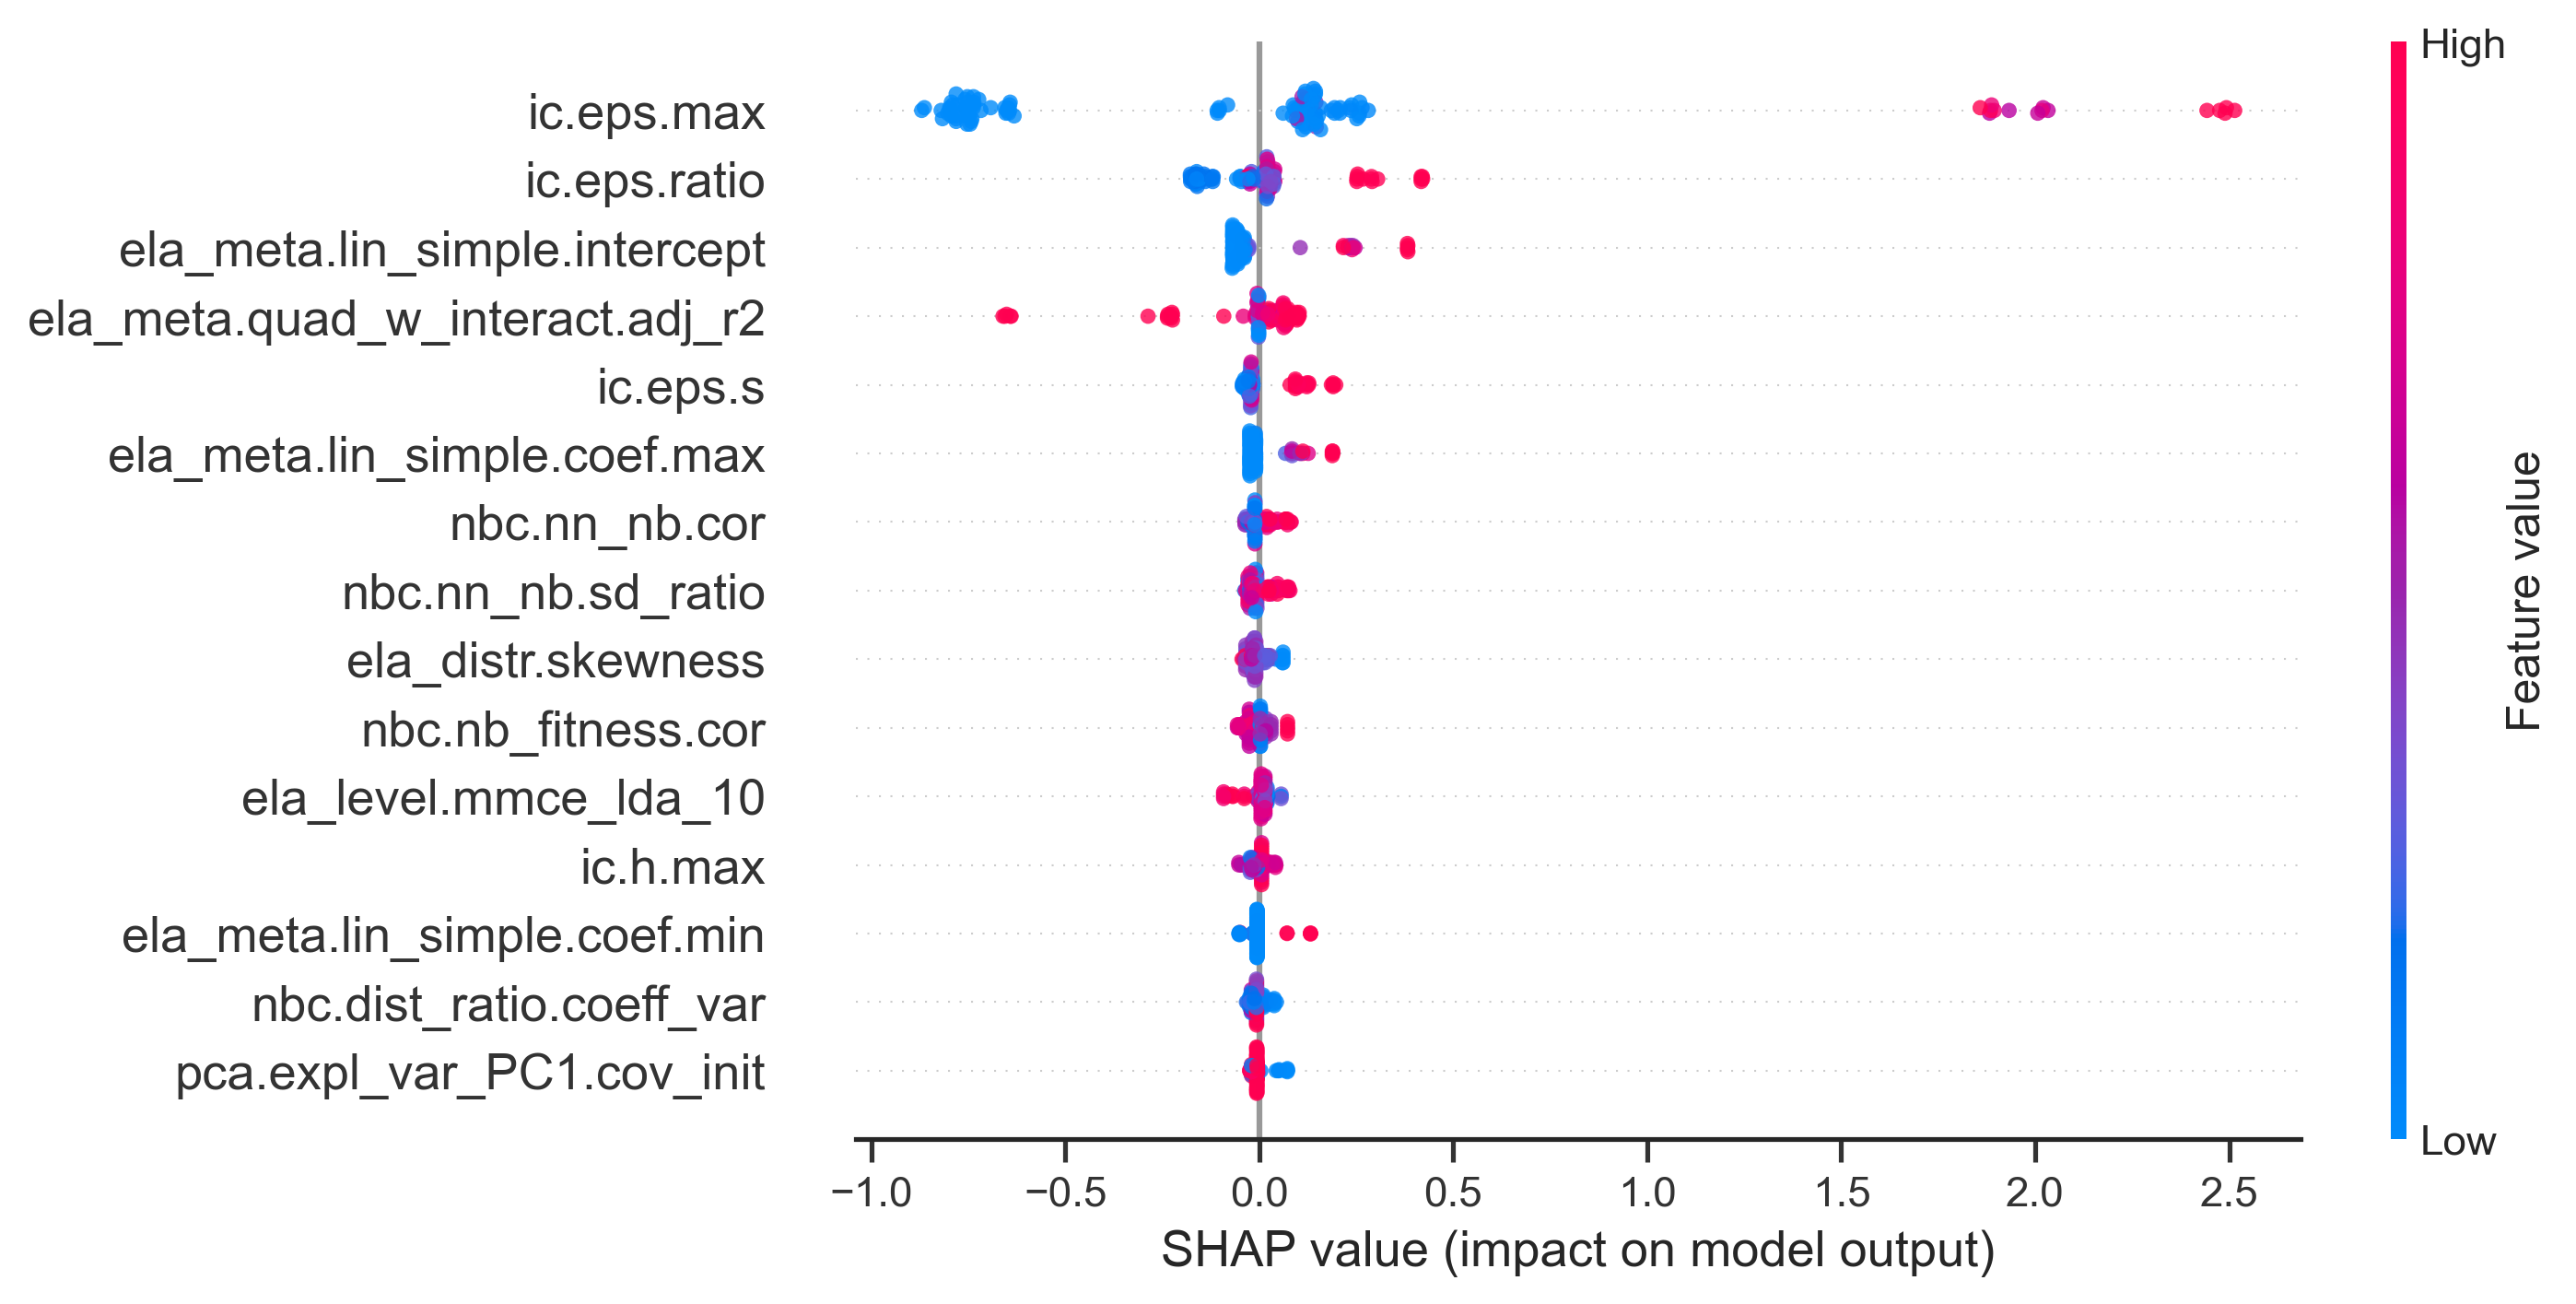 High
ic.eps.max
ic.eps.ratio
ela_meta.lin_simple.intercept
ela_meta.quad_w_interact.adj_r2
ic.eps.s
ela_meta.lin_simple.coef.max
nbc.nn_nb.cor
nbc.nn_nb.sd_ratio
ela_distr.skewness
nbc.nb_fitness.cor
ela_level.mmce_lda_10
ic.h.max
ela_meta.lin_simple.coef.min
nbc.dist_ratio.coeff_var
pca.expl_var_PC1.cov_init
Feature value
Low
−1.0 −0.5 0.0 0.5 1.0 1.5 2.0 2.5
SHAP value (impact on model output)